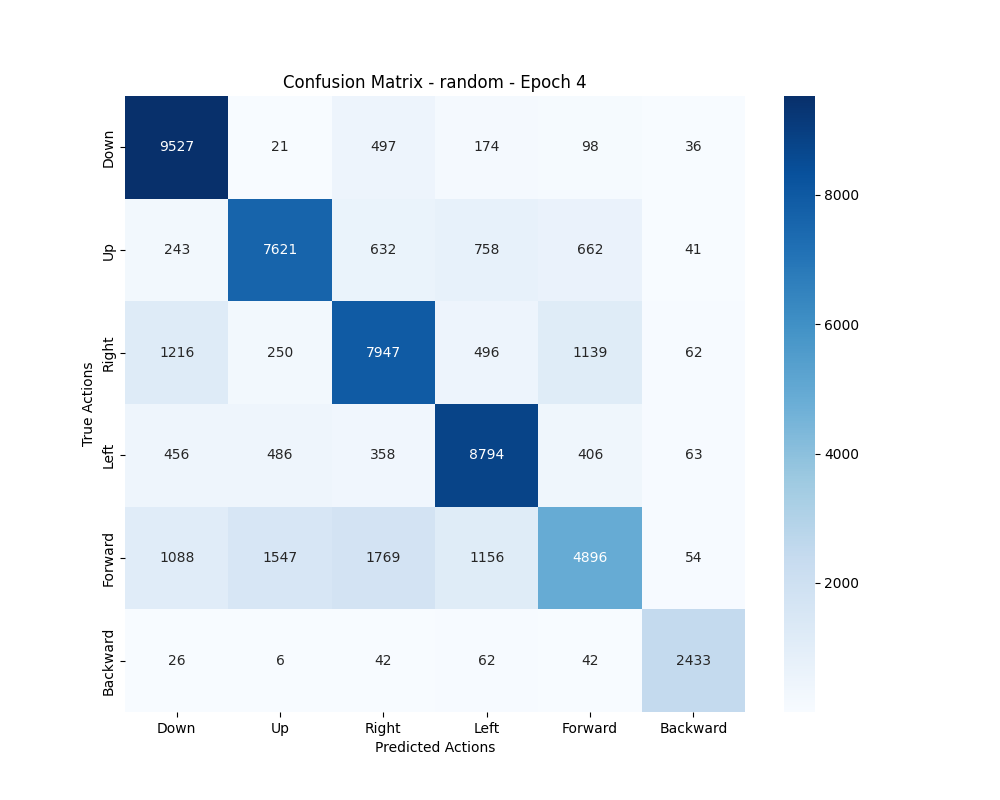 Confusion Matrix - random - Epoch 4
True Actions
Down 9527 21 497 174 98 36
Up 243 7621 632 758 662 41
Right 1216 250 7947 496 1139 62
Left 456 486 358 8794 406 63
Forward 1088 1547 1769 1156 4896 54
Backward 26 6 42 62 42 2433
Down Up Right Left Forward Backward
Predicted Actions
8000
6000
4000
2000